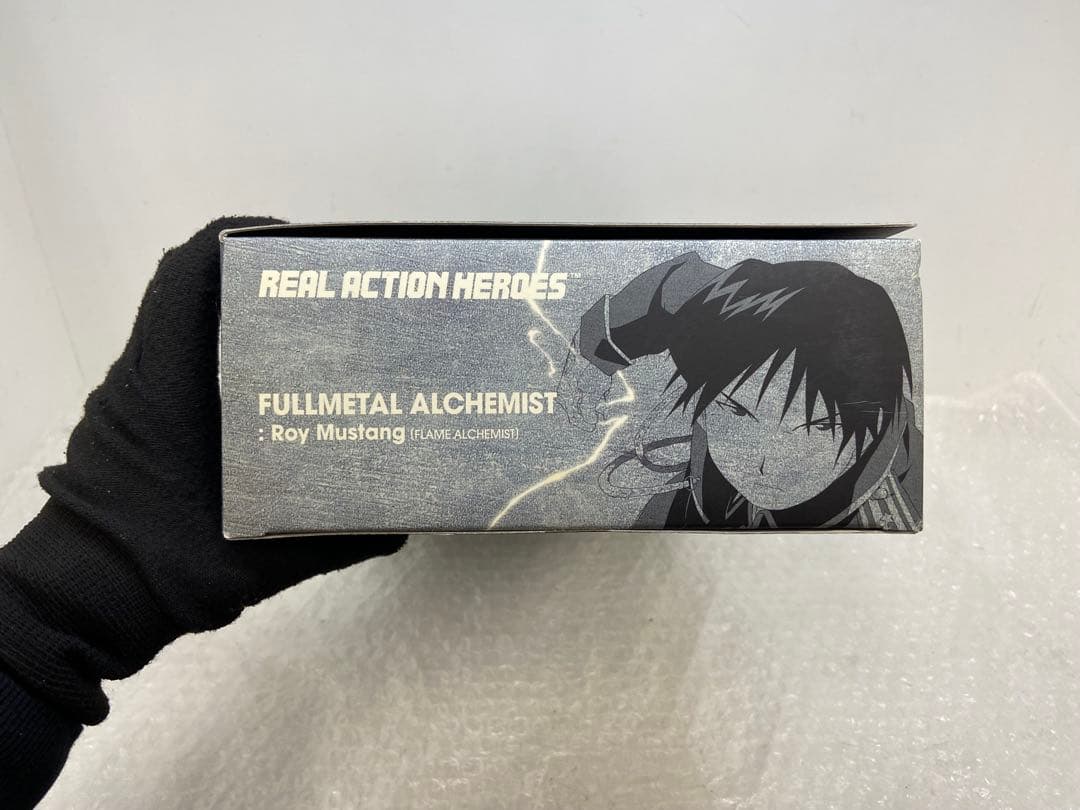 REAL ACTION HEROES™
FULLMETAL ALCHEMIST
: Roy Mustang (FLAME ALCHEMIST)